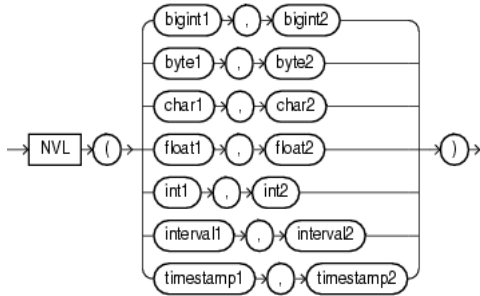 bigint1 , bigint2
byte1 , byte2
char1 , char2
NVL ( float1 , float2 )
int1 , int2
interval1 , interval2
timestamp1 , timestamp2